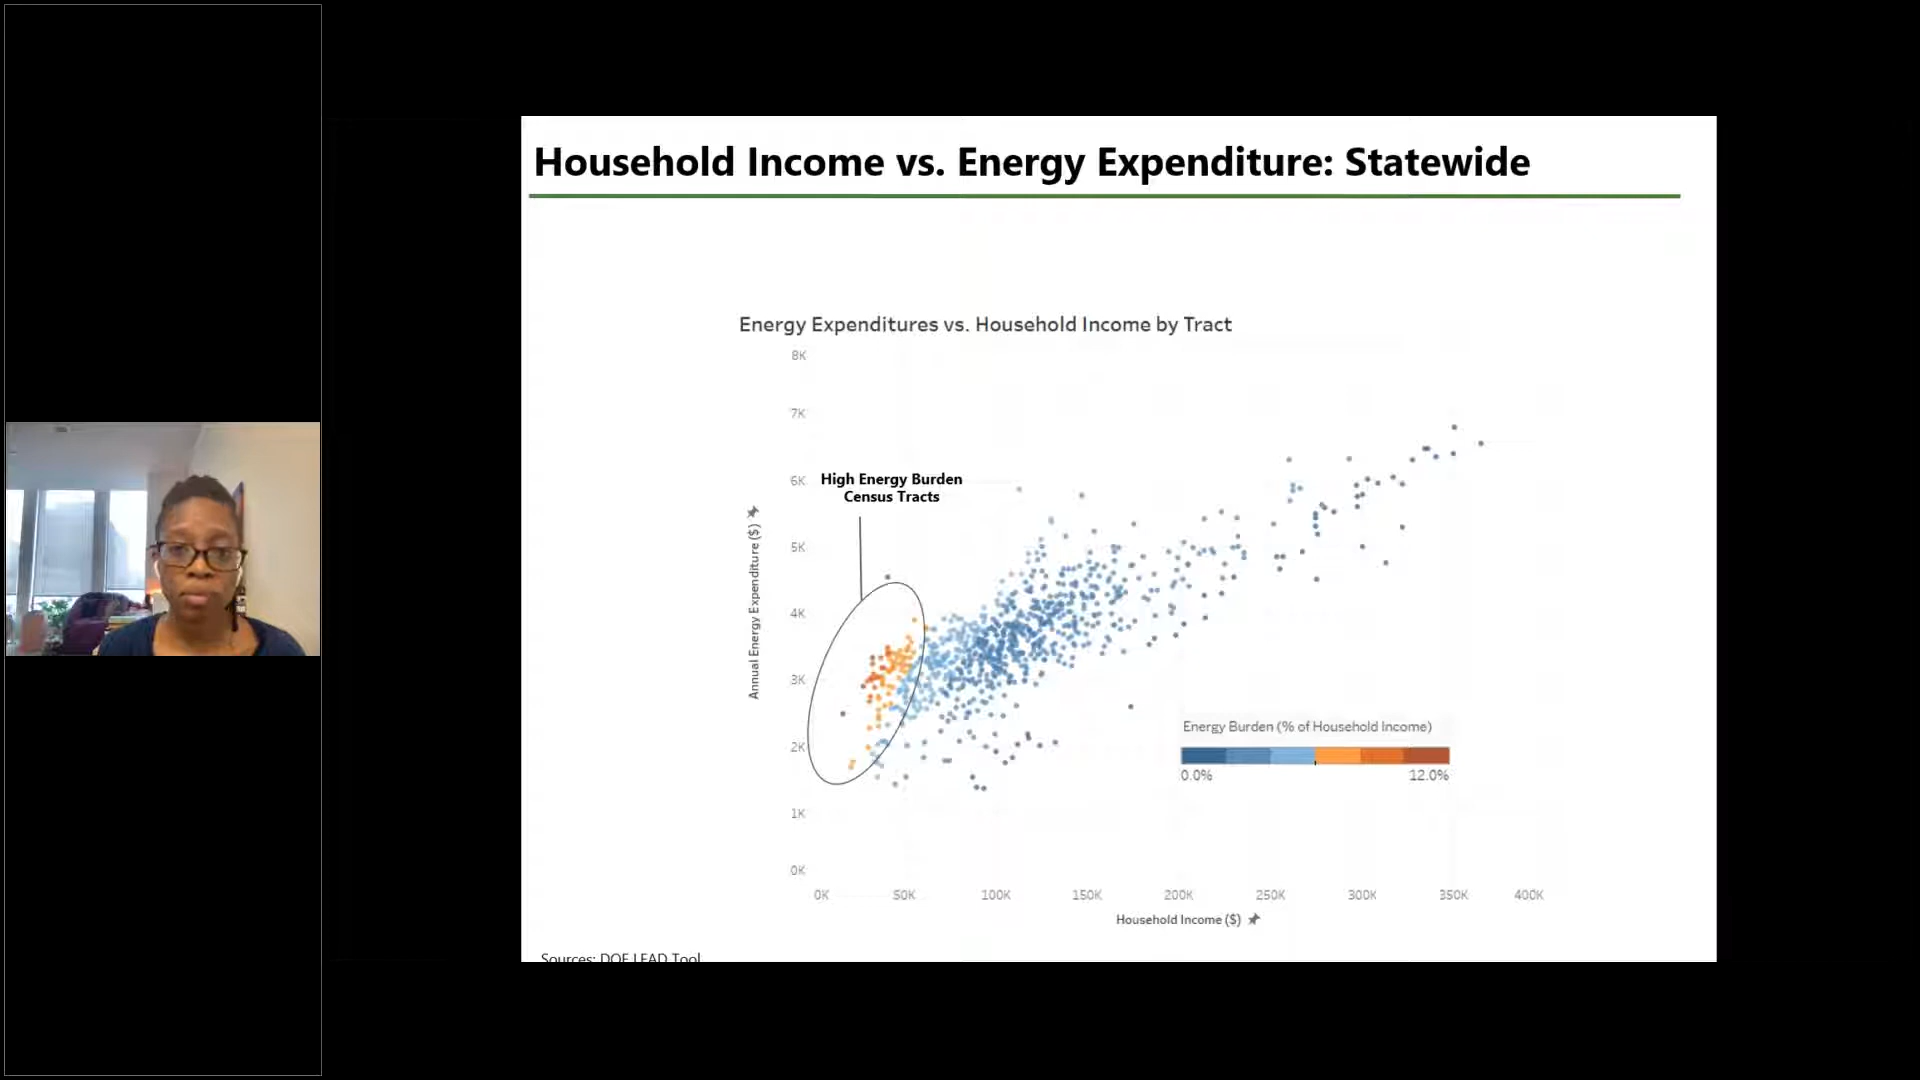 Household Income vs. Energy Expenditure: Statewide
Energy Expenditures vs. Household Income by Tract
8K
7K
6K
5K
4K
3K
2K
1K
0K
Annual Energy Expenditure ($)
High Energy Burden
Census Tracts
Energy Burden (% of Household Income)
0.0%
12.0%
0K
50K
100K
150K
200K
250K
300K
350K
400K
Household Income ($)
Sources: DOE LEAD Tool